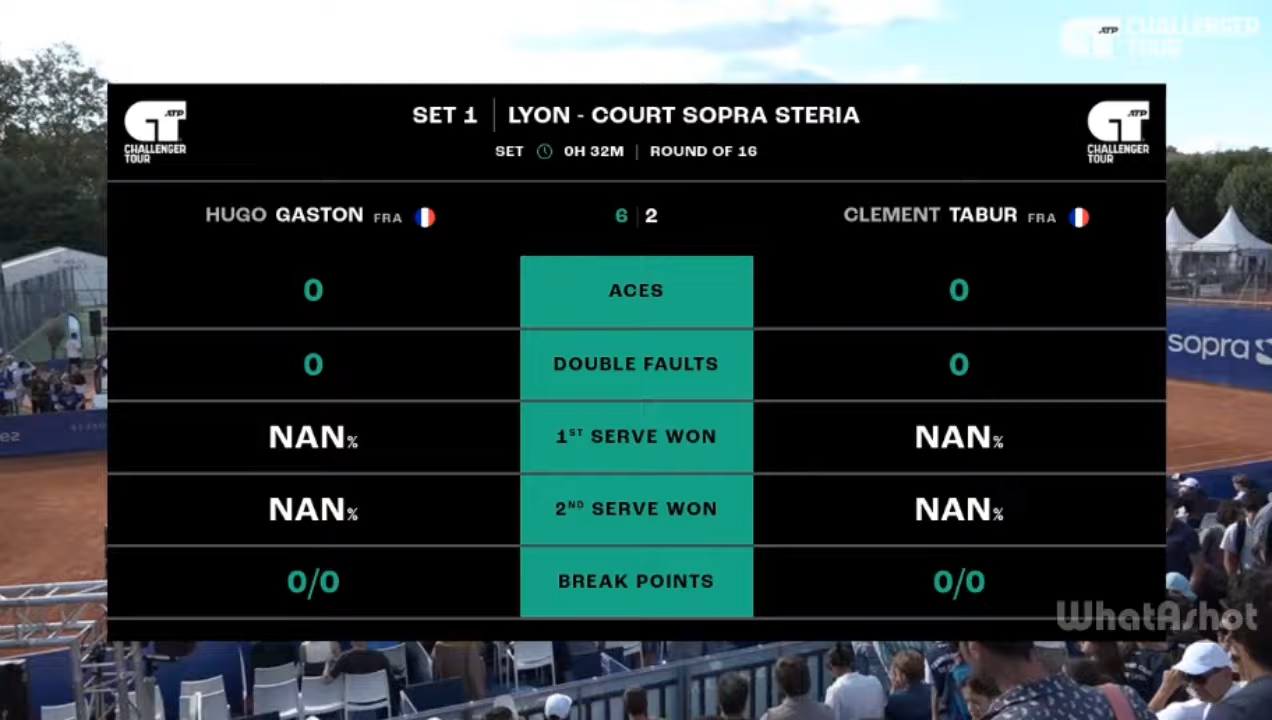 ATP CHALLENGER TOUR
ATP
CHALLENGER
TOUR
SET 1 | LYON - COURT SOPRA STERIA
SET 0H 32M | ROUND OF 16
ATP
CHALLENGER
TOUR
HUGO GASTON FRA 6 | 2 CLEMENT TABUR FRA
0 ACES 0
0 DOUBLE FAULTS 0
NAN% 1ST SERVE WON NAN%
NAN% 2ND SERVE WON NAN%
0/0 BREAK POINTS 0/0
sopra
WhatAshot